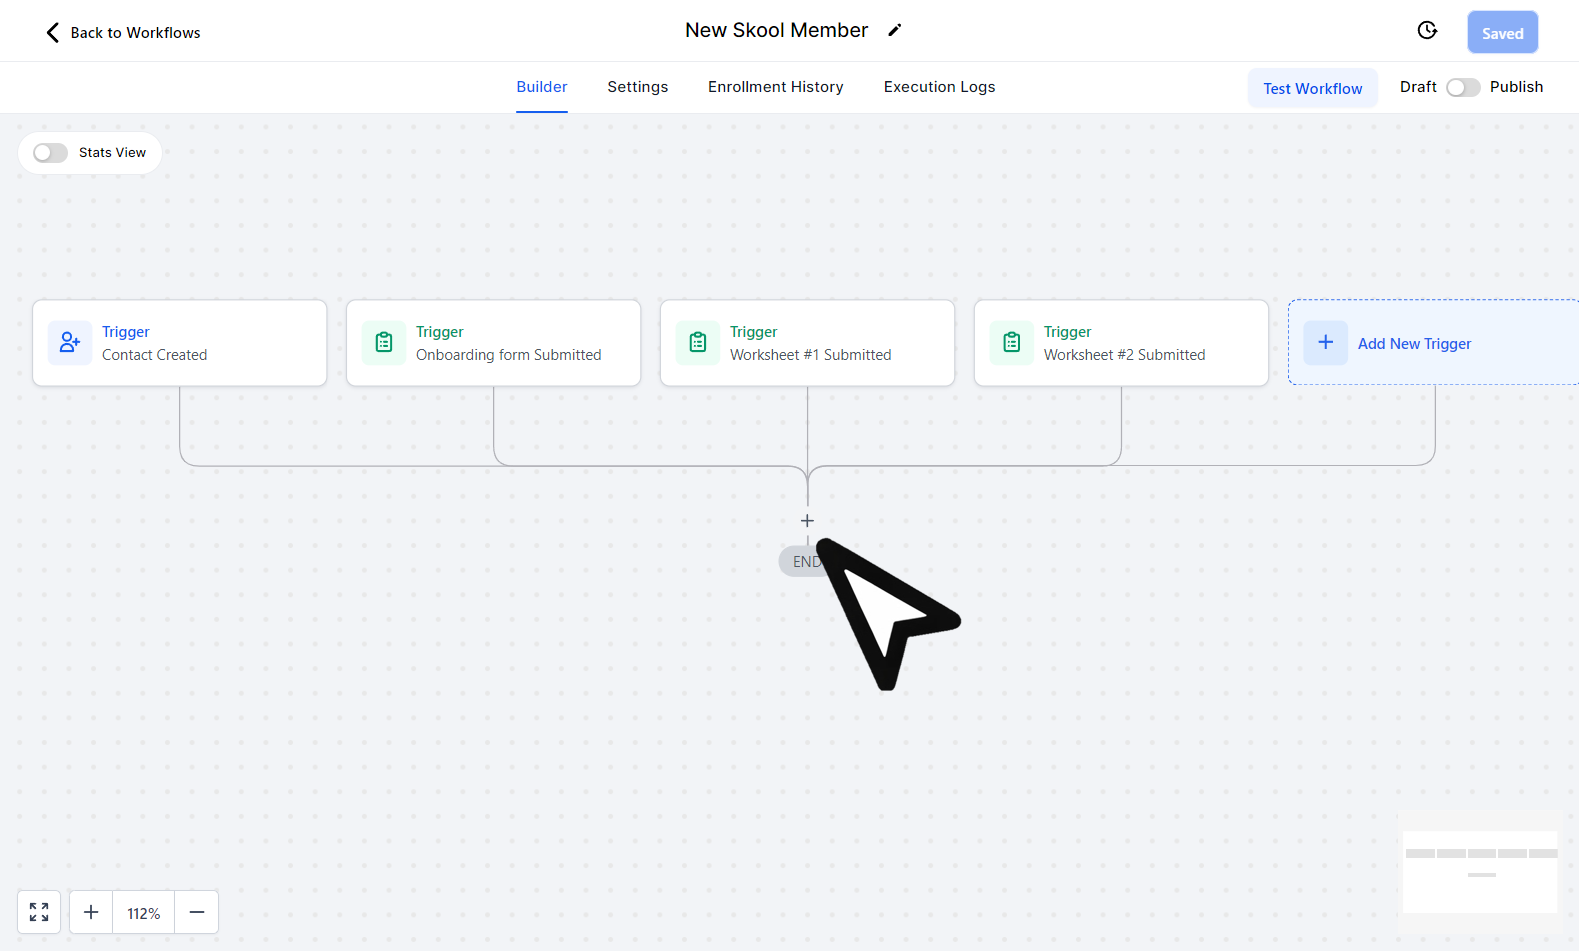 Back to Workflows
New Skool Member
Saved
Builder
Settings
Enrollment History
Execution Logs
Test Workflow
Draft
Publish
Stats View
Trigger
Contact Created
Trigger
Onboarding form Submitted
Trigger
Worksheet #1 Submitted
Trigger
Worksheet #2 Submitted
Add New Trigger
END
112%